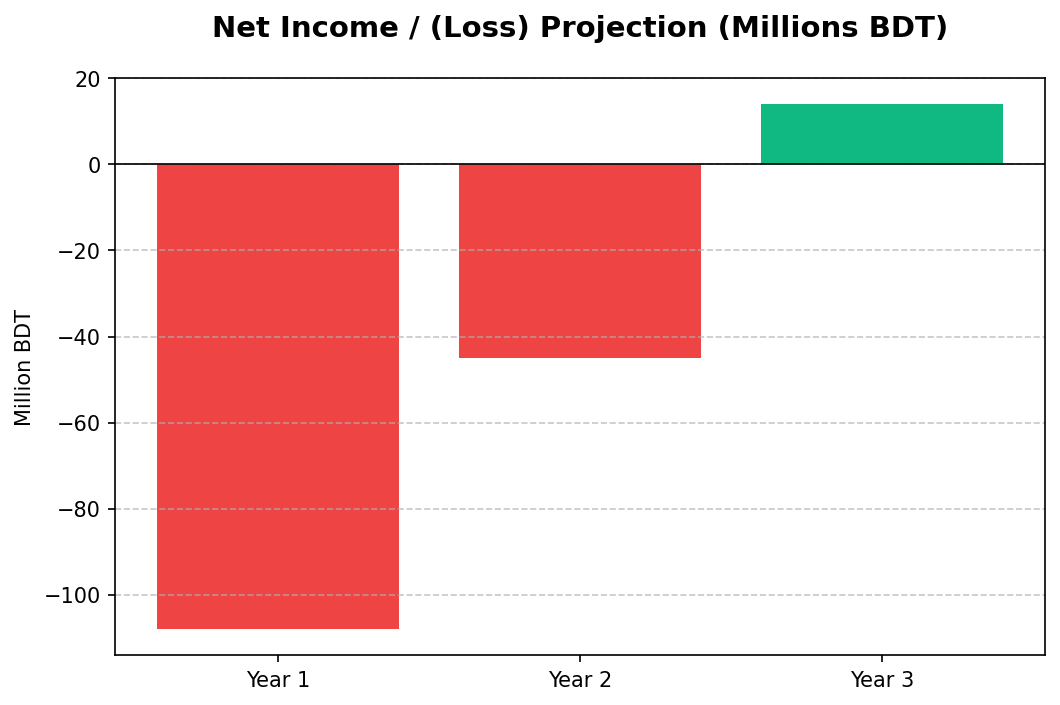 Net Income / (Loss) Projection (Millions BDT)
20
0
−20
−40
−60
−80
−100
Million BDT
Year 1
Year 2
Year 3